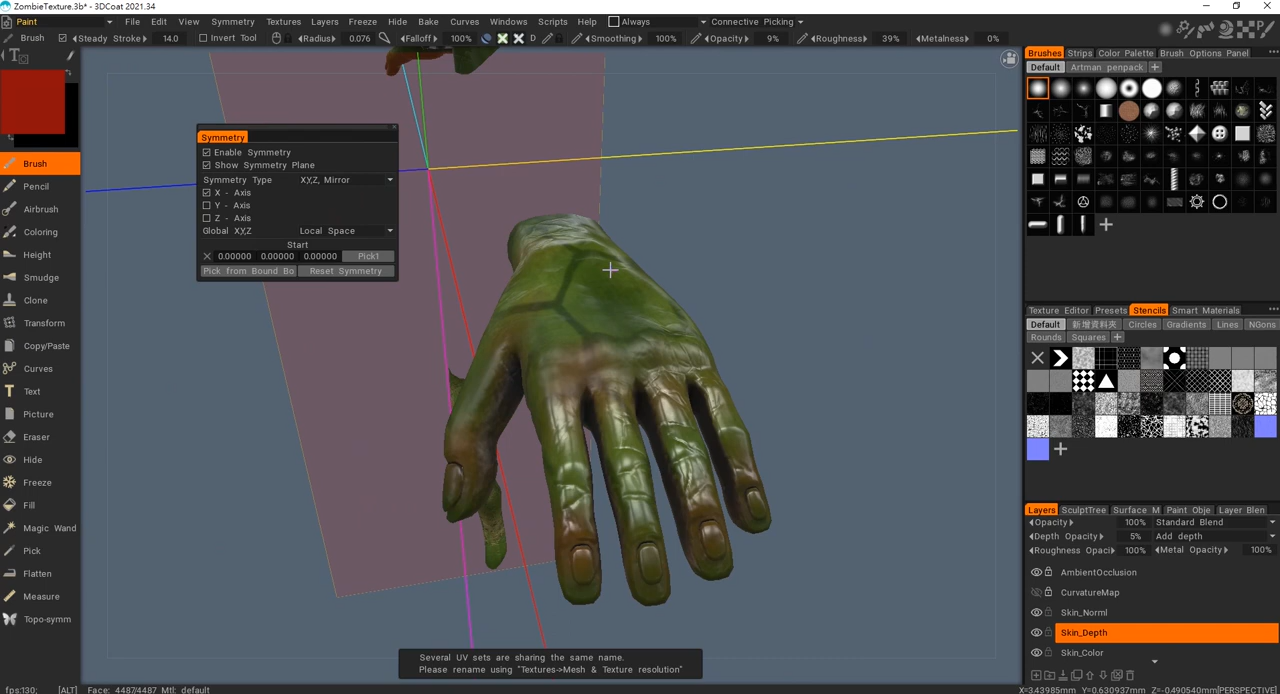 ZombieTexture.3b* - 3DCoat 2021.34
Paint File Edit View Symmetry Textures Layers Freeze Hide Bake Curves Windows Scripts Help Always Connective Picking
Brush Steady Stroke 14.0 Invert Tool Radius 0.076 Falloff 100% D Smoothing 100% Opacity 9% Roughness 39% Metalness 0%
Brushes Strips Color Palette Brush Options Panel
Default Artman penpack
Symmetry
Enable Symmetry
Show Symmetry Plane
Symmetry Type X,Y,Z, Mirror
X - Axis
Y - Axis
Z - Axis
Global X,Y,Z Local Space
Start
0.00000 0.00000 0.00000 Pick1
Pick from Bound Bo Reset Symmetry
Brush
Pencil
Airbrush
Coloring
Height
Smudge
Clone
Transform
Copy/Paste
Curves
Text
Picture
Eraser
Hide
Freeze
Fill
Magic Wand
Pick
Flatten
Measure
Topo-symm
Texture Editor Presets Stencils Smart Materials
Default 新增資料夾 Circles Gradients Lines NGons
Rounds Squares
Layers SculptTree Surface M Paint Obje Layer Blen
Opacity 100% Standard Blend
Depth Opacity 5% Add depth
Roughness Opaci 100% Metal Opacity 100%
AmbientOcclusion
CurvatureMap
Skin_Norml
Skin_Depth
Skin_Color
Several UV sets are sharing the same name.
Please rename using "Textures->Mesh & Texture resolution"
fps:130; [ALT] Face: 4487/4487 Mtl: default X=3.43985mm Y=0.630937mm Z=-0.490540mm[PERSPECTIVE]